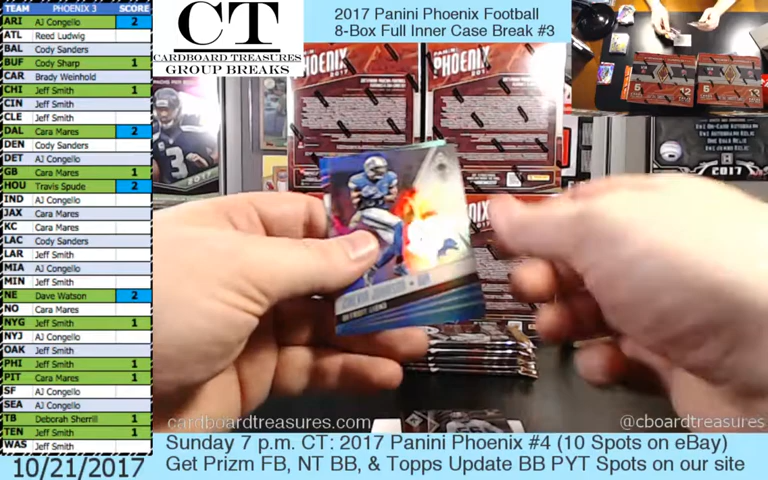 TEAM PHOENIX 3 SCORE
ARI AJ Congello 2
ATL Reed Ludwig
BAL Cody Sanders
BUF Cody Sharp 1
CAR Brady Weinhold
CHI Jeff Smith 1
CIN Jeff Smith
CLE Jeff Smith
DAL Cara Mares 2
DEN Cody Sanders
DET AJ Congello
GB Cara Mares 1
HOU Travis Spude 2
IND AJ Congello
JAX Cara Mares
KC Cara Mares
LAC Cody Sanders
LAR Jeff Smith
MIA AJ Congello
MIN Jeff Smith
NE Dave Watson 2
NO Cara Mares
NYG Jeff Smith 1
NYJ AJ Congello
OAK Jeff Smith
PHI Jeff Smith 1
PIT Cara Mares 1
SF AJ Congello
SEA AJ Congello
TB Deborah Sherrill 1
TEN Jeff Smith 1
WAS Jeff Smith
10/21/2017
CT
CARDBOARD TREASURES
GROUP BREAKS
2017 Panini Phoenix Football
8-Box Full Inner Case Break #3
PHOENIX
2017
PHOENIX
2017
DETROIT LIONS
cardboardtreasures.com
@cboardtreasures
Sunday 7 p.m. CT: 2017 Panini Phoenix #4 (10 Spots on eBay)
Get Prizm FB, NT BB, & Topps Update BB PYT Spots on our site